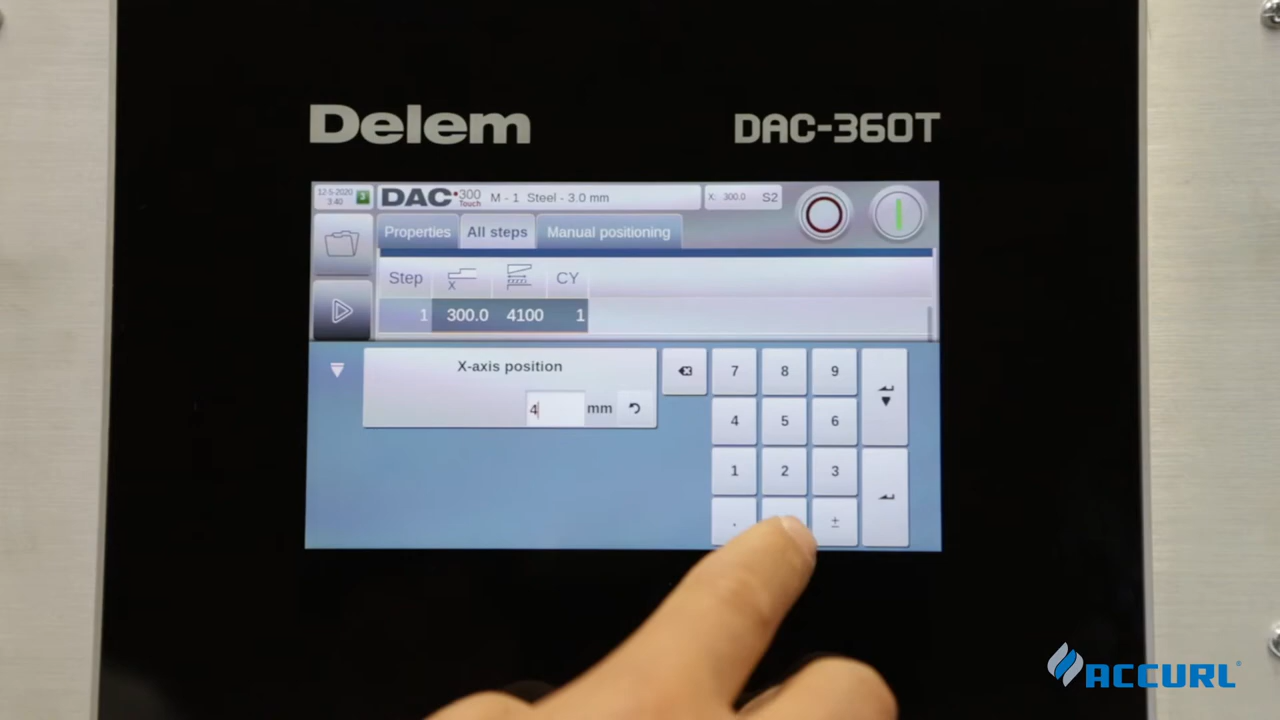 Delem
DAC-360T
12-5-2020
3:40
3
DAC•300 Touch M - 1 Steel - 3.0 mm
X: 300.0 S2
Properties All steps Manual positioning
Step X CY
1 300.0 4100 1
X-axis position
4 mm
7 8 9
4 5 6
1 2 3
. ±
ACCURL®